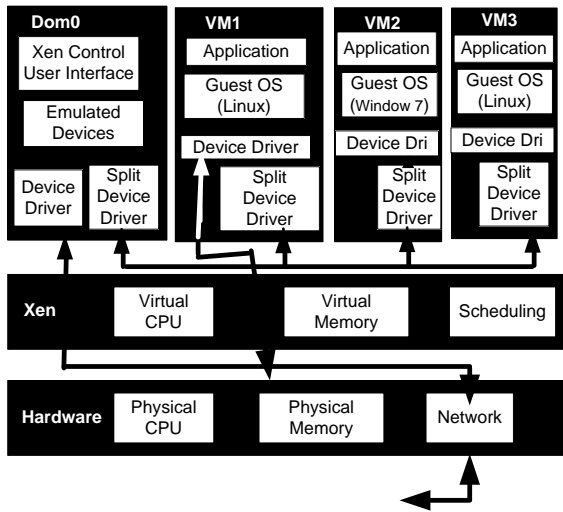 Dom0
Xen Control
User Interface
Emulated
Devices
Device
Driver
Split
Device
Driver
VM1
Application
Guest OS
(Linux)
Device Driver
Split
Device
Driver
VM2
Application
Guest OS
(Window 7)
Device Dri
Split
Device
Driver
VM3
Application
Guest OS
(Linux)
Device Dri
Split
Device
Driver
Xen
Virtual
CPU
Virtual
Memory
Scheduling
Hardware
Physical
CPU
Physical
Memory
Network